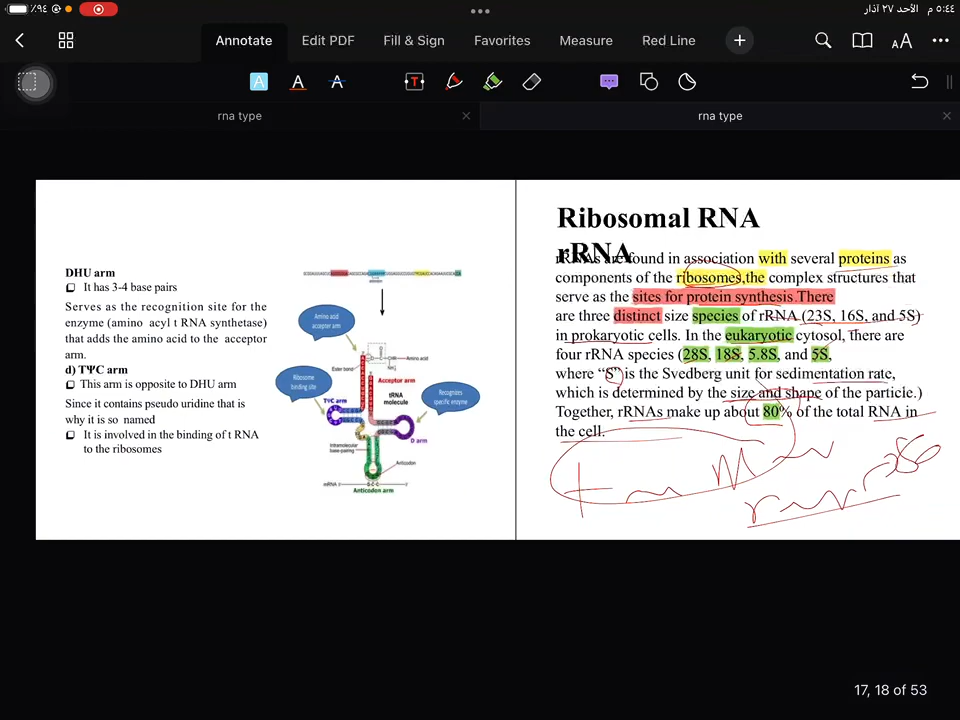 ٪٩٤
٥:٤٤ م الأحد ٢٧ آذار
Annotate
Edit PDF
Fill & Sign
Favorites
Measure
Red Line
rna type
rna type
DHU arm
It has 3-4 base pairs
Serves as the recognition site for the
enzyme (amino acyl t RNA synthetase)
that adds the amino acid to the acceptor
arm.
d) TΨC arm
This arm is opposite to DHU arm
Since it contains pseudo uridine that is
why it is so named
It is involved in the binding of t RNA
to the ribosomes
Amino acid
acceptor arm
Ester bond
Amino acid
Ribosome
binding site
Acceptor arm
Recognizes
specific enzyme
TΨC arm
tRNA
molecule
D arm
Intramolecular
base-pairing
Anticodon
mRNA
Anticodon arm
Ribosomal RNA
rRNA
rRNAs are found in association with several proteins as
components of the ribosomes,the complex structures that
serve as the sites for protein synthesis.There
are three distinct size species of rRNA (23S, 16S, and 5S)
in prokaryotic cells. In the eukaryotic cytosol, there are
four rRNA species (28S, 18S, 5.8S, and 5S,
where “S” is the Svedberg unit for sedimentation rate,
which is determined by the size and shape of the particle.)
Together, rRNAs make up about 80% of the total RNA in
the cell.
17, 18 of 53